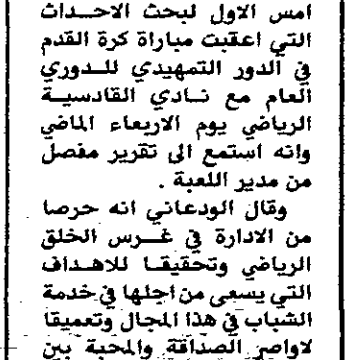 امس الاول لبحث الاحداث
التي اعقبت مباراة كرة القدم
في الدور التمهيدي للدوري
العام مع نادي القادسية
الرياضي يوم الاربعاء الماضي
وانه استمع الى تقرير مفصل
من مدير اللعبة .
وقال الودعاني انه حرصا
من الادارة في غرس الخلق
الرياضي وتحقيقا للاهداف
التي يسعى من اجلها في خدمة
الشباب في هذا المجال وتعميقا
لاواصر الصداقة والمحبة بين